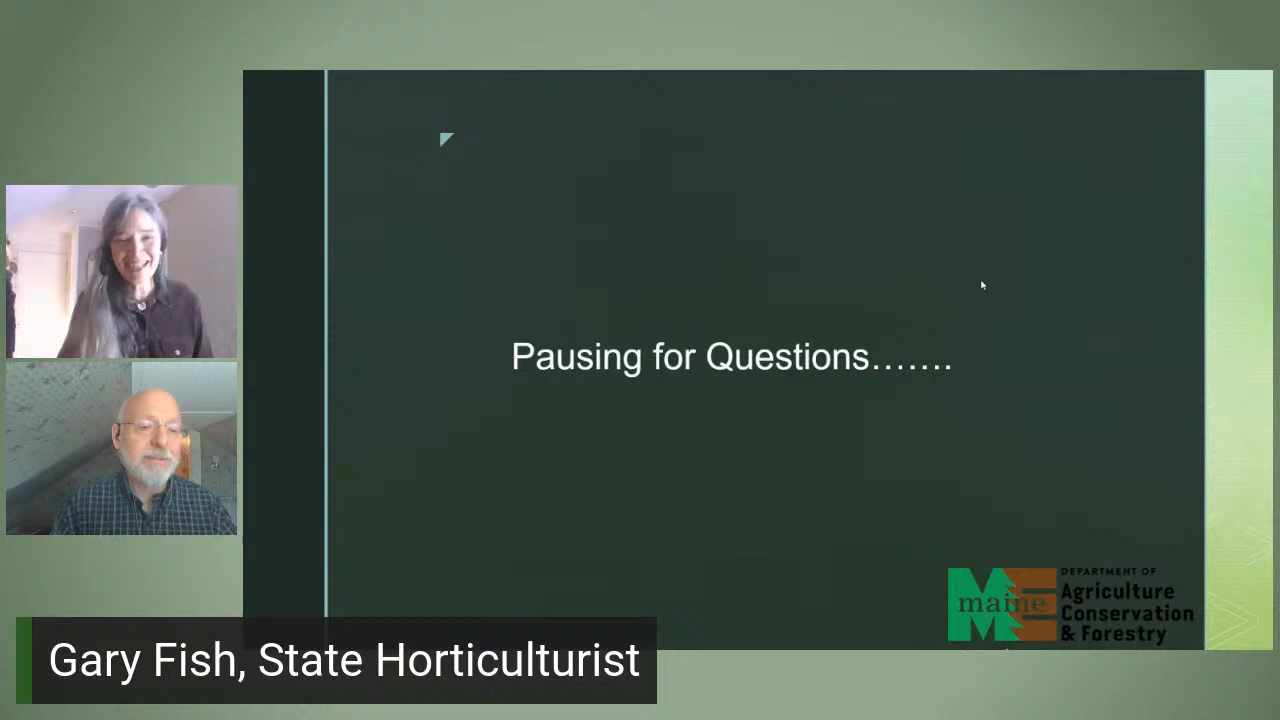 Pausing for Questions…….
maine
DEPARTMENT OF
Agriculture
Conservation
& Forestry
Gary Fish, State Horticulturist